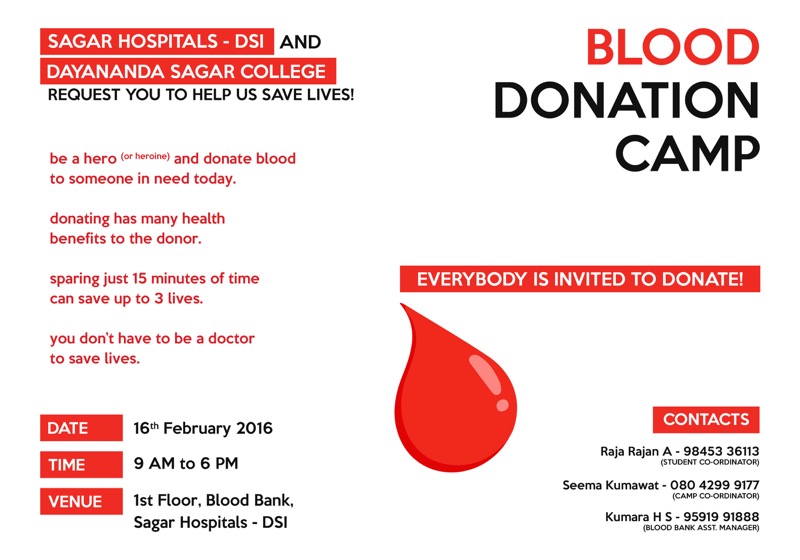 SAGAR HOSPITALS - DSI AND
DAYANANDA SAGAR COLLEGE
REQUEST YOU TO HELP US SAVE LIVES!
be a hero (or heroine) and donate blood
to someone in need today.
donating has many health
benefits to the donor.
sparing just 15 minutes of time
can save up to 3 lives.
you don't have to be a doctor
to save lives.
DATE 16th February 2016
TIME 9 AM to 6 PM
VENUE 1st Floor, Blood Bank,
Sagar Hospitals - DSI
BLOOD
DONATION
CAMP
EVERYBODY IS INVITED TO DONATE!
CONTACTS
Raja Rajan A - 98453 36113
(STUDENT CO-ORDINATOR)
Seema Kumawat - 080 4299 9177
(CAMP CO-ORDINATOR)
Kumara H S - 95919 91888
(BLOOD BANK ASST. MANAGER)